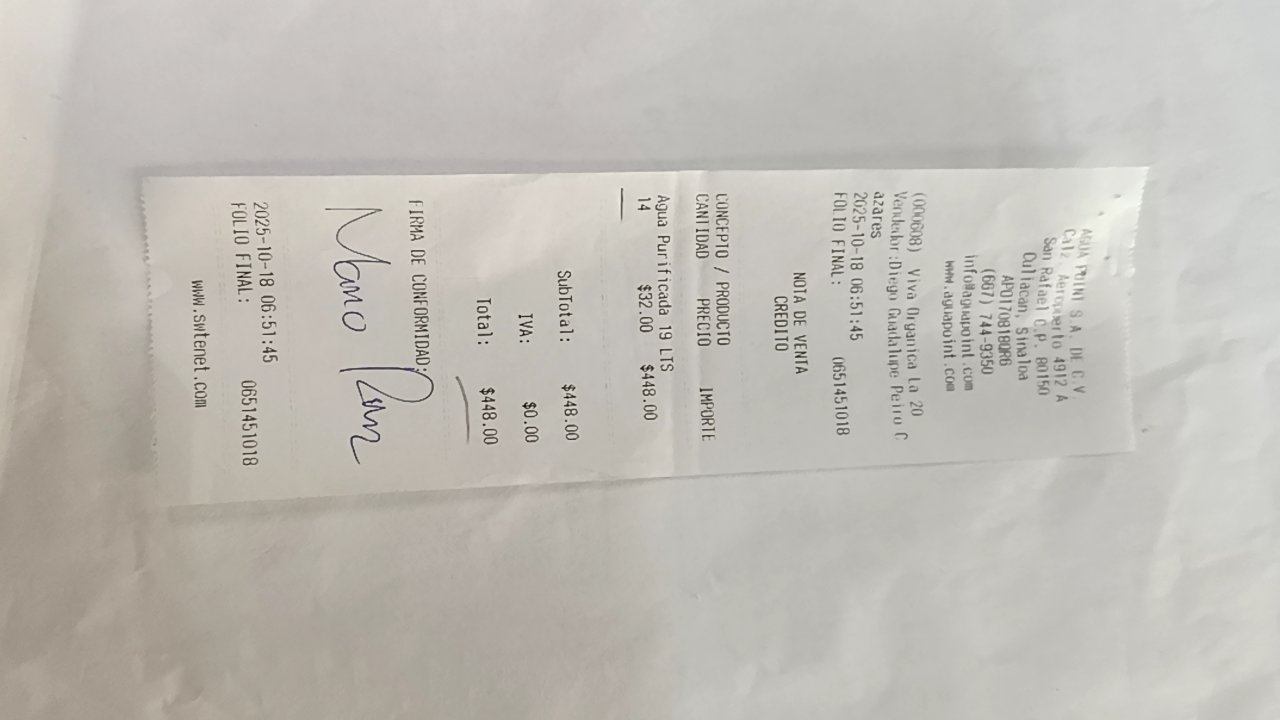 AGUA POINT S.A. DE C.V.
Calz. Aeropuerto 4912 A
San Rafael C.P. 80150
Culiacan, Sinaloa
APO170818QR6
(667) 744-9350
info@aguapoint.com
www.aguapoint.com
(000608) Viva Organica la 20
Vendedor:Diego Guadalupe Peiro C
azares
2025-10-18 06:51:45
FOLIO FINAL: 0651451018
NOTA DE VENTA
CREDITO
CONCEPTO / PRODUCTO
CANTIDAD PRECIO IMPORTE
Agua Purificada 19 LTS
14 $32.00 $448.00
SubTotal: $448.00
IVA: $0.00
Total: $448.00
FIRMA DE CONFORMIDAD:
2025-10-18 06:51:45
FOLIO FINAL: 0651451018
www.swtenet.com